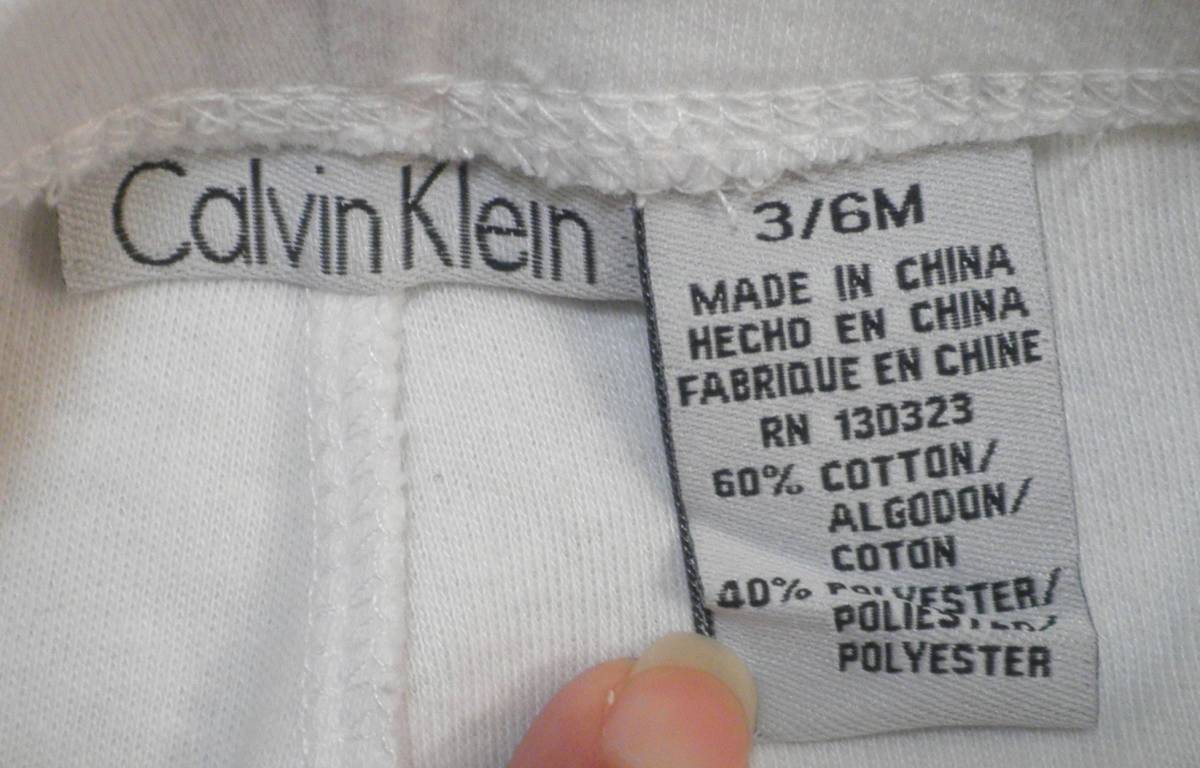 Calvin Klein
3/6M
MADE IN CHINA
HECHO EN CHINA
FABRIQUE EN CHINE
RN 130323
60% COTTON/
ALGODON/
COTON
40% POLYESTER/
POLIESTER/
POLYESTER